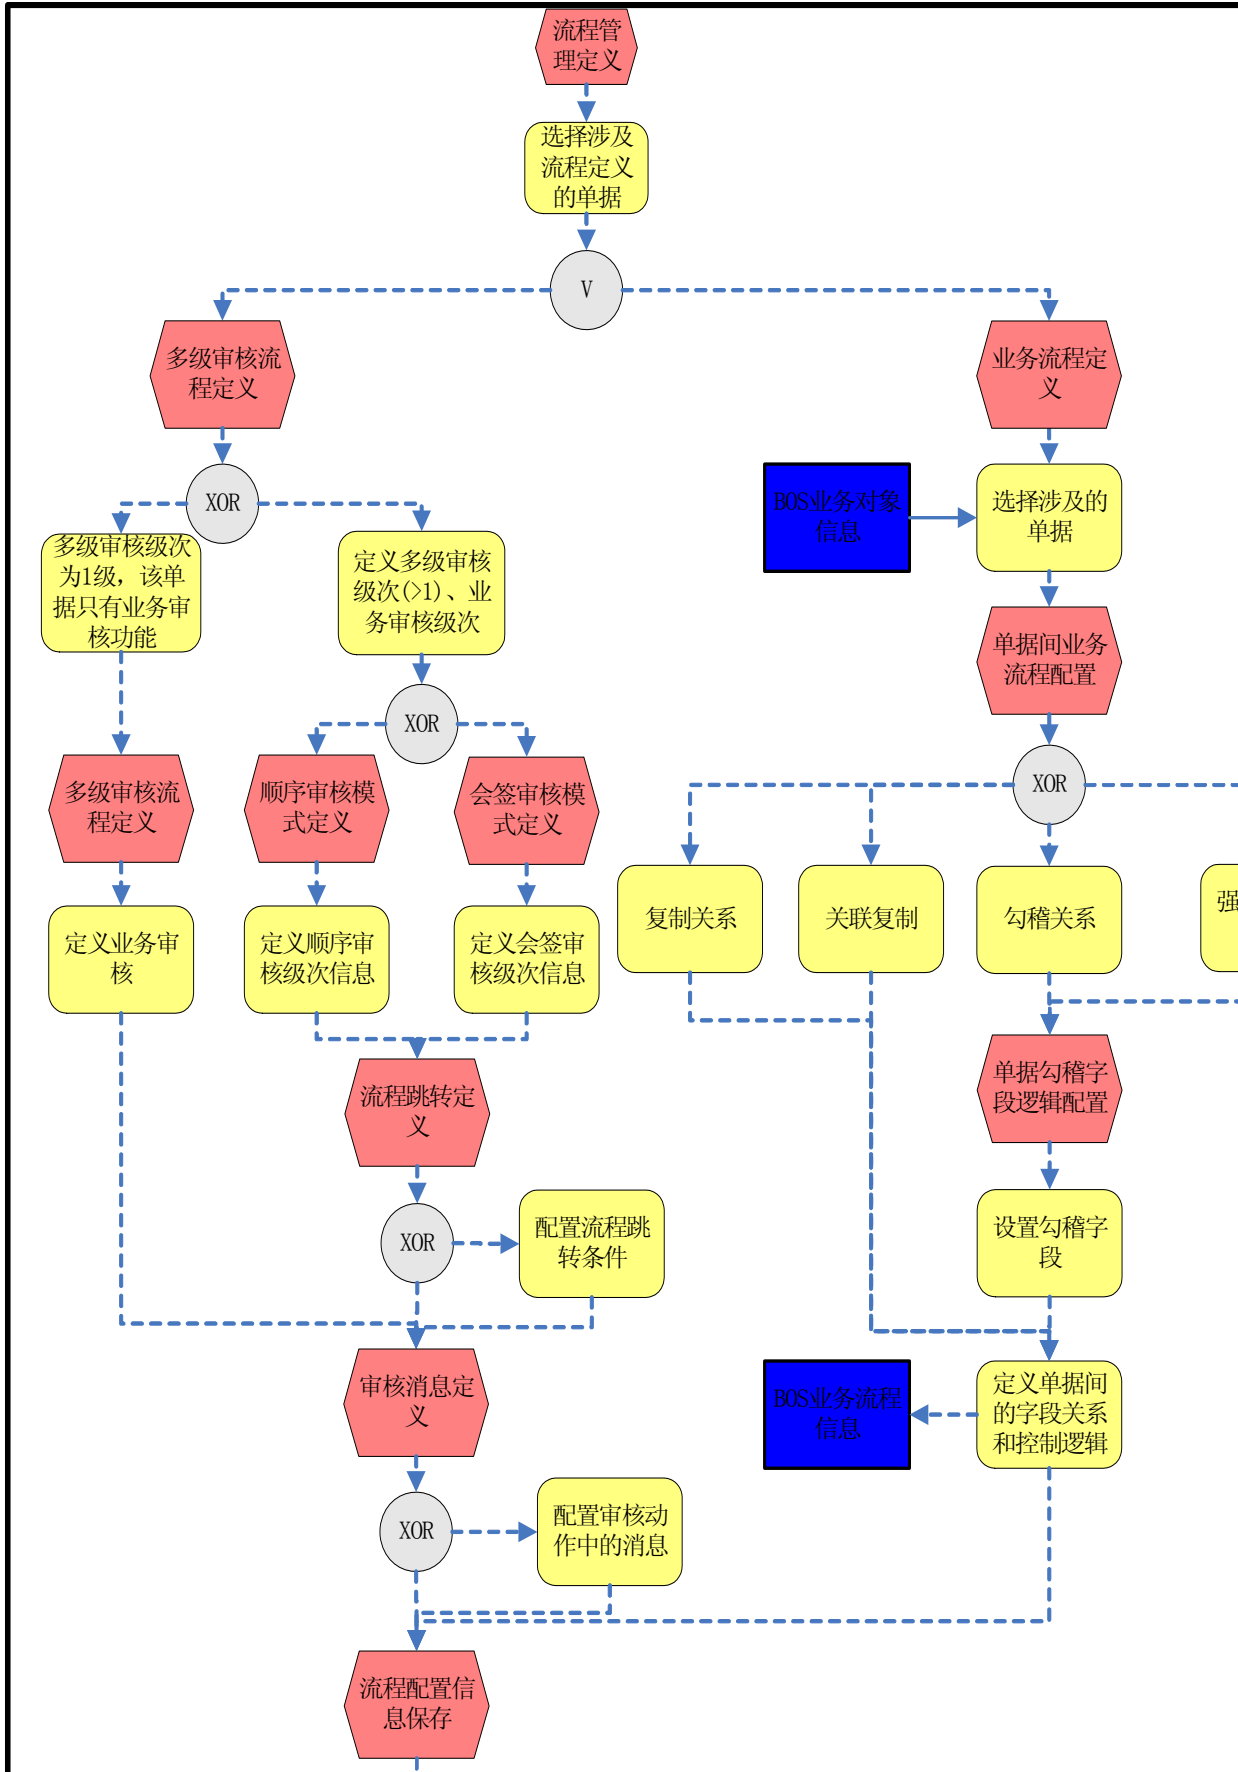 流程管
理定义
选择涉及
流程定义
的单据
V
多级审核流
程定义
业务流程定
义
XOR
BOS业务对象
信息
选择涉及的
单据
多级审核级次
为1级，该单
据只有业务审
核功能
定义多级审核
级次(>1)、业
务审核级次
单据间业务
流程配置
XOR
XOR
多级审核流
程定义
顺序审核模
式定义
会签审核模
式定义
复制关系
关联复制
勾稽关系
强
定义业务审
核
定义顺序审
核级次信息
定义会签审
核级次信息
流程跳转定
义
单据勾稽字
段逻辑配置
XOR
配置流程跳
转条件
设置勾稽字
段
审核消息定
义
BOS业务流程
信息
定义单据间
的字段关系
和控制逻辑
XOR
配置审核动
作中的消息
流程配置信
息保存